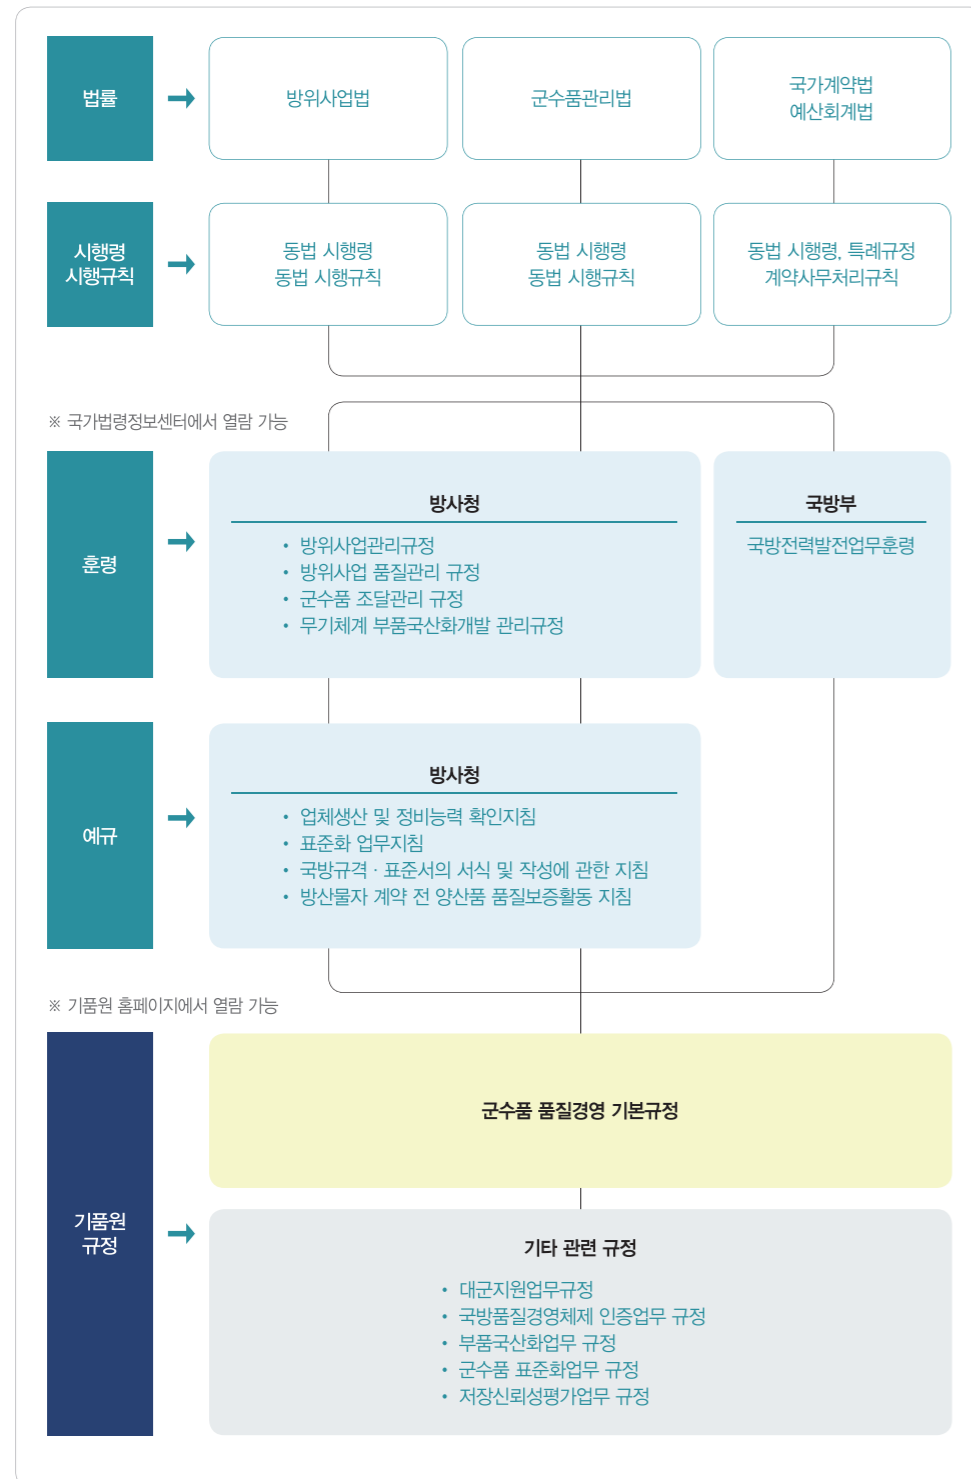 법률
방위사업법
군수품관리법
국가계약법
예산회계법
시행령
시행규칙
동법 시행령
동법 시행규칙
동법 시행령
동법 시행규칙
동법 시행령, 특례규정
계약사무처리규칙
※ 국가법령정보센터에서 열람 가능
훈령
방사청
• 방위사업관리규정
• 방위사업 품질관리 규정
• 군수품 조달관리 규정
• 무기체계 부품국산화개발 관리규정
국방부
국방전력발전업무훈령
예규
방사청
• 업체생산 및 정비능력 확인지침
• 표준화 업무지침
• 국방규격 · 표준서의 서식 및 작성에 관한 지침
• 방산물자 계약 전 양산품 품질보증활동 지침
※ 기품원 홈페이지에서 열람 가능
기품원
규정
군수품 품질경영 기본규정
기타 관련 규정
• 대군지원업무규정
• 국방품질경영체제 인증업무 규정
• 부품국산화업무 규정
• 군수품 표준화업무 규정
• 저장신뢰성평가업무 규정